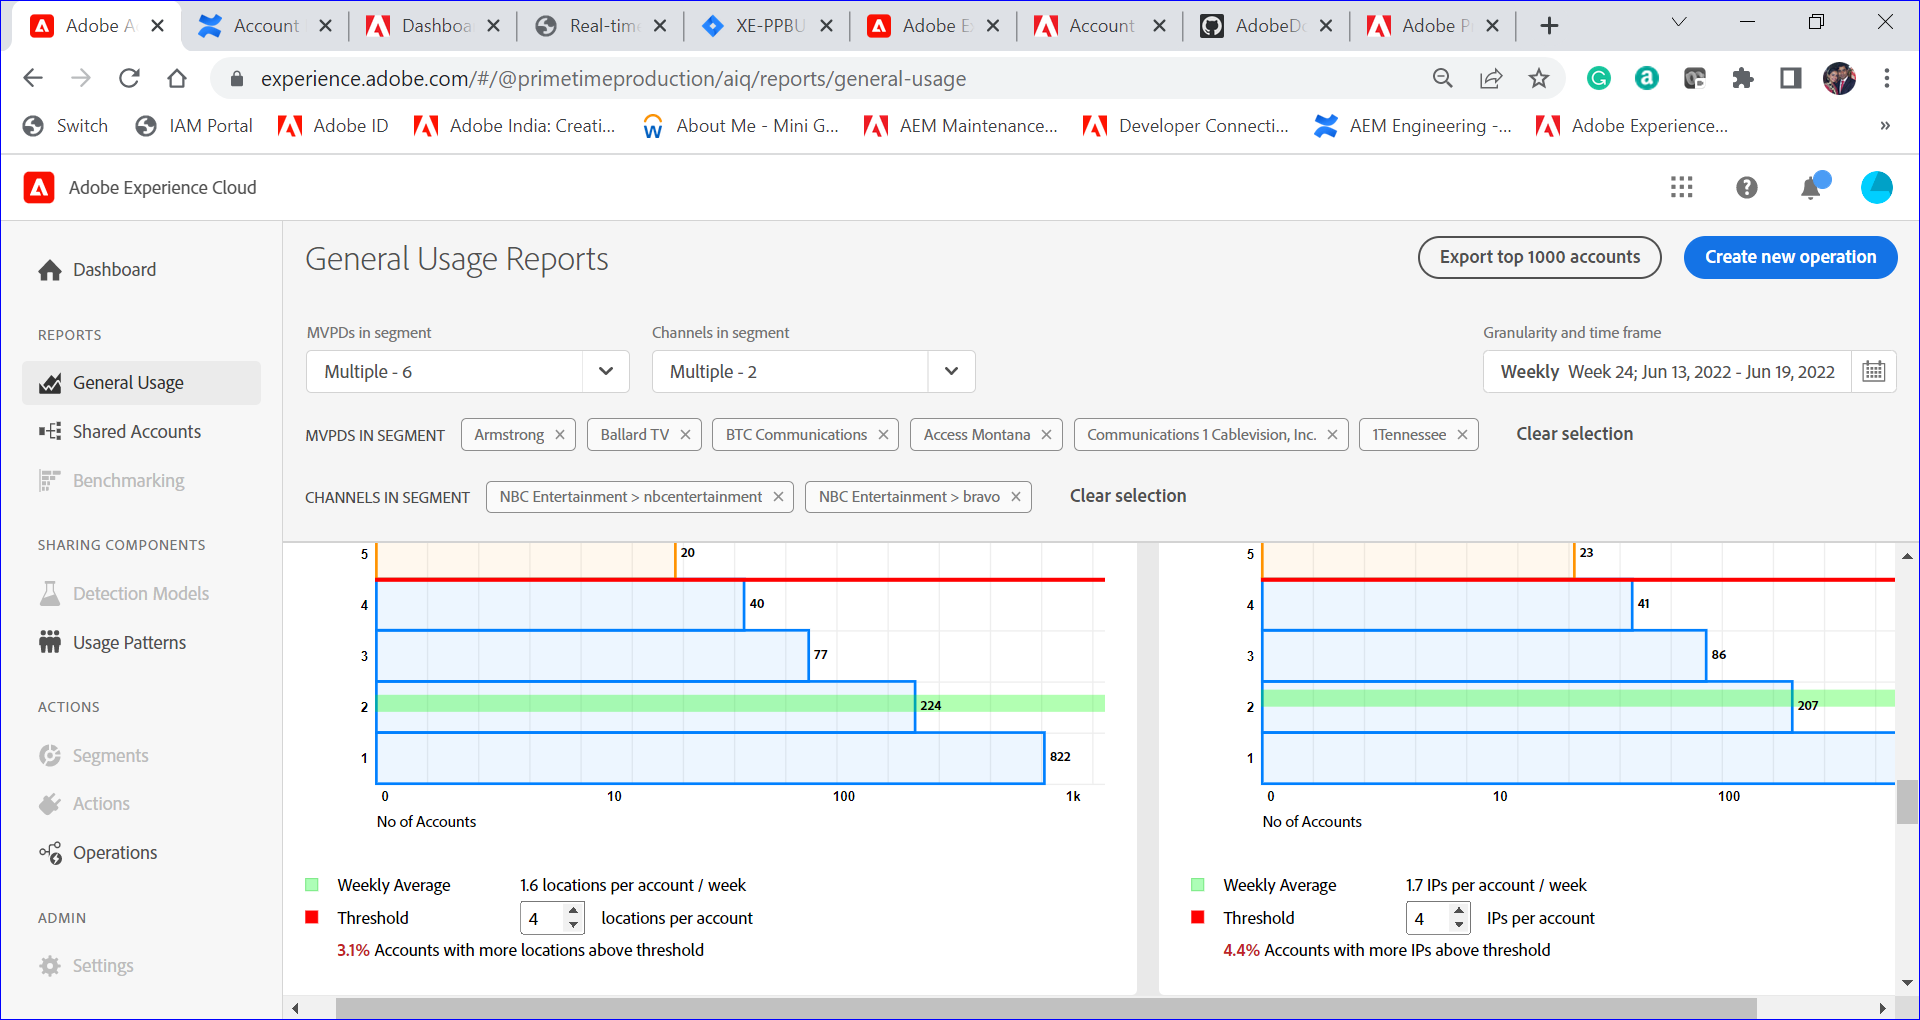 Adobe A
Account
Dashboa
Real-time
XE-PPBU
Adobe E
Account
AdobeDo
Adobe P
experience.adobe.com/#/@primetimeproduction/aiq/reports/general-usage
Switch
IAM Portal
Adobe ID
Adobe India: Creati...
About Me - Mini G...
AEM Maintenance...
Developer Connecti...
AEM Engineering -...
Adobe Experience...
»
Adobe Experience Cloud
General Usage Reports
Export top 1000 accounts
Create new operation
Dashboard
REPORTS
General Usage
Shared Accounts
Benchmarking
SHARING COMPONENTS
Detection Models
Usage Patterns
ACTIONS
Segments
Actions
Operations
ADMIN
Settings
MVPDs in segment
Multiple - 6
Channels in segment
Multiple - 2
Granularity and time frame
Weekly Week 24; Jun 13, 2022 - Jun 19, 2022
MVPDS IN SEGMENT
Armstrong
Ballard TV
BTC Communications
Access Montana
Communications 1 Cablevision, Inc.
1Tennessee
Clear selection
CHANNELS IN SEGMENT
NBC Entertainment > nbcentertainment
NBC Entertainment > bravo
Clear selection
5
20
4
40
3
77
2
224
1
822
0
10
100
1k
No of Accounts
Weekly Average
1.6 locations per account / week
Threshold
4
locations per account
3.1% Accounts with more locations above threshold
5
23
4
41
3
86
2
207
1
0
10
100
No of Accounts
Weekly Average
1.7 IPs per account / week
Threshold
4
IPs per account
4.4% Accounts with more IPs above threshold